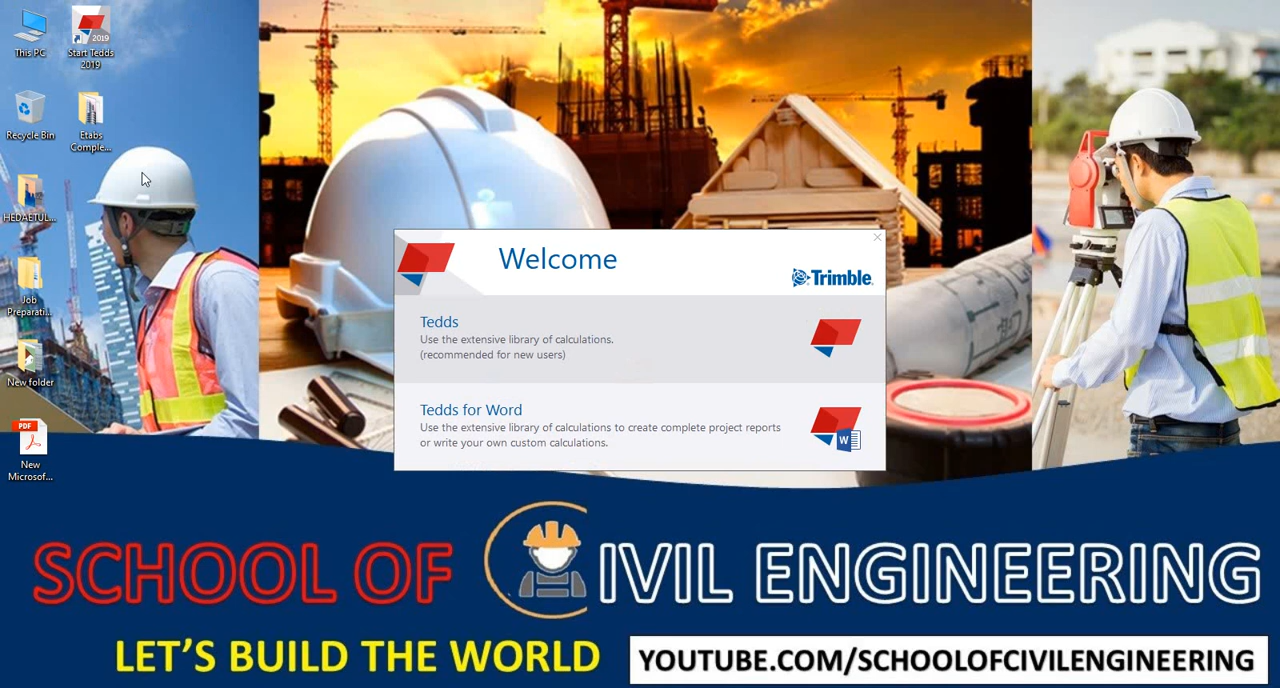 This PC
Start Tedds
2019
2019
Recycle Bin
Etabs
Comple...
HEDAETUL...
Job
Preparati...
New folder
PDF
New
Microsof...
Welcome
Trimble
Tedds
Use the extensive library of calculations.
(recommended for new users)
Tedds for Word
Use the extensive library of calculations to create complete project reports
or write your own custom calculations.
W
SCHOOL OF CIVIL ENGINEERING
LET'S BUILD THE WORLD
YOUTUBE.COM/SCHOOLOFCIVILENGINEERING